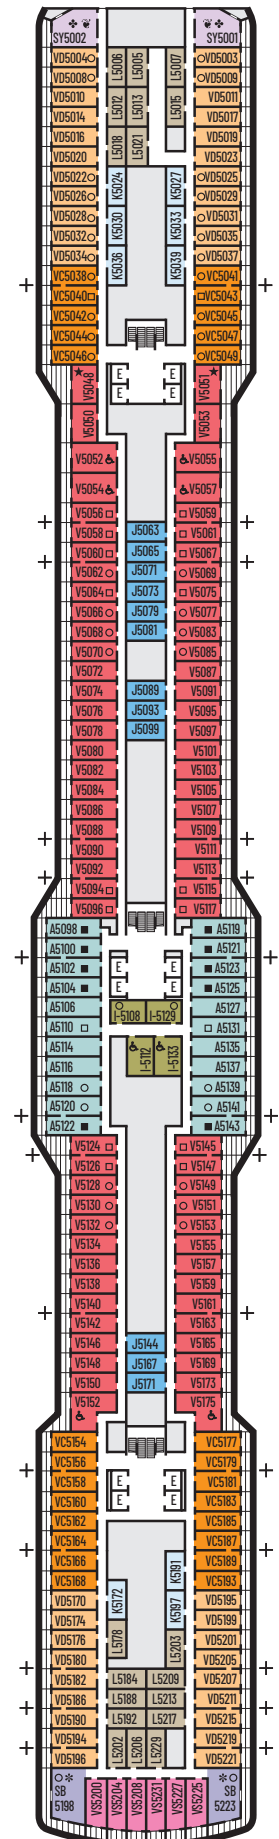 SY5002 SY5001
VD5004 L5006 L5005 L5007 VD5003
VD5008 VD5009
VD5010 L5012 L5013 L5015 VD5011
VD5014 VD5017
VD5016 L5018 L5021 VD5019
VD5020 VD5023
VD5022 K5024 K5027 VD5025
VD5026 VD5029
VD5028 K5030 K5033 VD5031
VD5032 VD5035
VD5034 K5036 K5039 VD5037
VC5038 VC5041
VC5040 VC5043
VC5042 VC5045
VC5044 VC5047
VC5046 VC5049
V5048 E E V5051
V5050 E E V5053
V5052 V5055
V5054 V5057
V5056 V5059
V5058 J5063 V5061
V5060 J5065 V5067
V5062 J5071 V5069
V5064 J5073 V5075
V5066 J5079 V5077
V5068 J5081 V5083
V5070 V5085
V5072 V5087
V5074 J5089 V5091
V5076 J5093 V5095
V5078 J5099 V5097
V5080 V5101
V5082 V5103
V5084 V5105
V5086 V5107
V5088 V5109
V5090 V5111
V5092 V5113
V5094 V5115
V5096 V5117
A5098 A5119
A5100 A5121
A5102 E E A5123
A5104 E E A5125
A5106 I-5108 I-5129 A5127
A5110 A5131
A5114 I-5112 I-5133 A5135
A5116 A5137
A5118 A5139
A5120 A5141
A5122 A5143
V5124 V5145
V5126 V5147
V5128 V5149
V5130 V5151
V5132 V5153
V5134 V5155
V5136 V5157
V5138 V5159
V5140 V5161
V5142 V5163
V5146 J5144 V5165
V5148 J5167 V5169
V5150 J5171 V5173
V5152 V5175
VC5154 VC5177
VC5156 VC5179
VC5158 E E VC5181
VC5160 E E VC5183
VC5162 VC5185
VC5164 VC5187
VC5166 K5191 VC5189
VC5168 K5172 VC5193
VD5170 K5197 VD5195
VD5174 L5178 VD5199
VD5176 L5203 VD5201
VD5180 VD5205
VD5182 L5184 L5209 VD5207
VD5186 L5188 L5213 VD5211
VD5190 L5192 L5217 VD5215
VD5194 L5202 L5206 L5229 VD5219
VD5196 VD5221
SB 5198 VS5200 VS5204 VS5208 VS5231 VS5227 VS5225 SB 5223